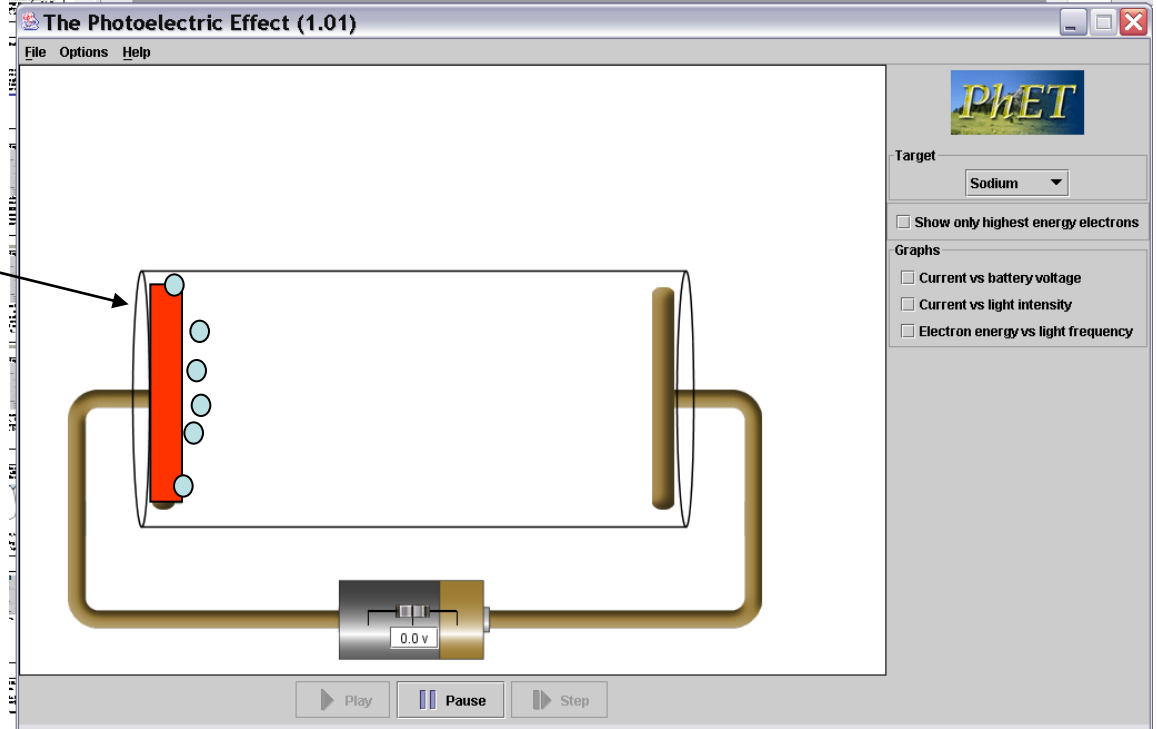 The Photoelectric Effect (1.01)
File Options Help
PhET
Target
Sodium
Show only highest energy electrons
Graphs
Current vs battery voltage
Current vs light intensity
Electron energy vs light frequency
0.0 v
Play
Pause
Step